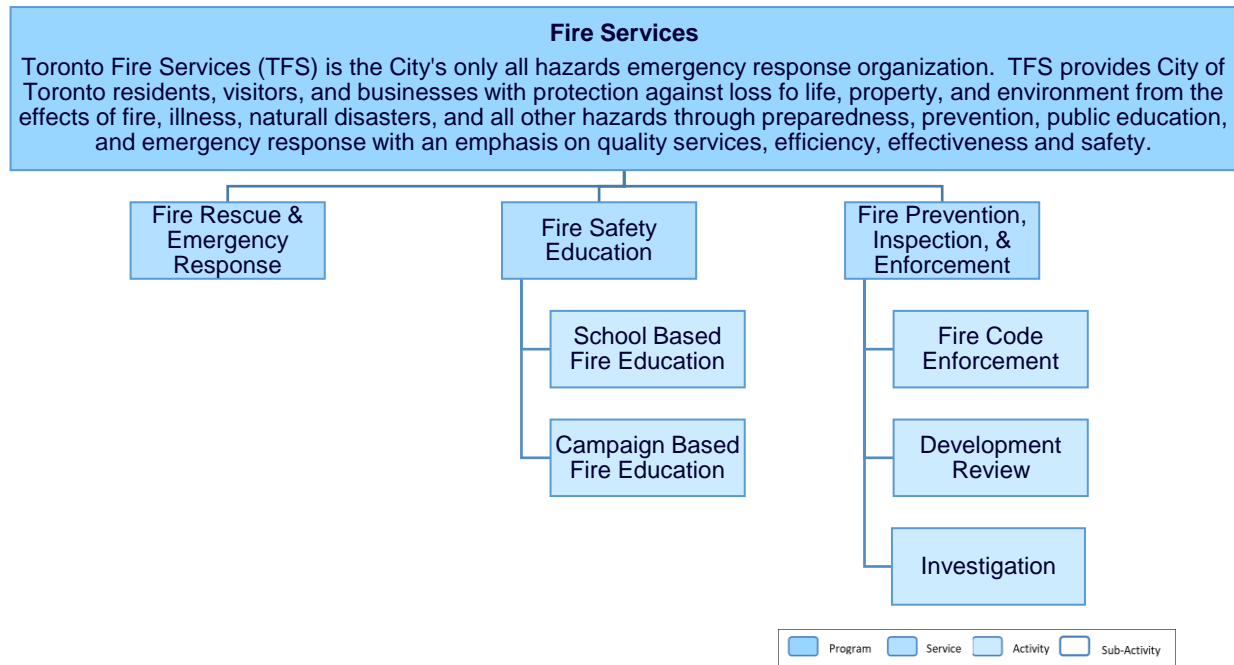 Fire Services
Toronto Fire Services (TFS) is the City's only all hazards emergency response organization.  TFS provides City of
Toronto residents, visitors, and businesses with protection against loss fo life, property, and environment from the
effects of fire, illness, naturall disasters, and all other hazards through preparedness, prevention, public education,
and emergency response with an emphasis on quality services, efficiency, effectiveness and safety.
Fire Rescue &
Emergency
Response
Fire Safety
Education
School Based
Fire Education
Campaign Based
Fire Education
Fire Prevention,
Inspection, &
Enforcement
Fire Code
Enforcement
Development
Review
Investigation
Program Service Activity Sub-Activity